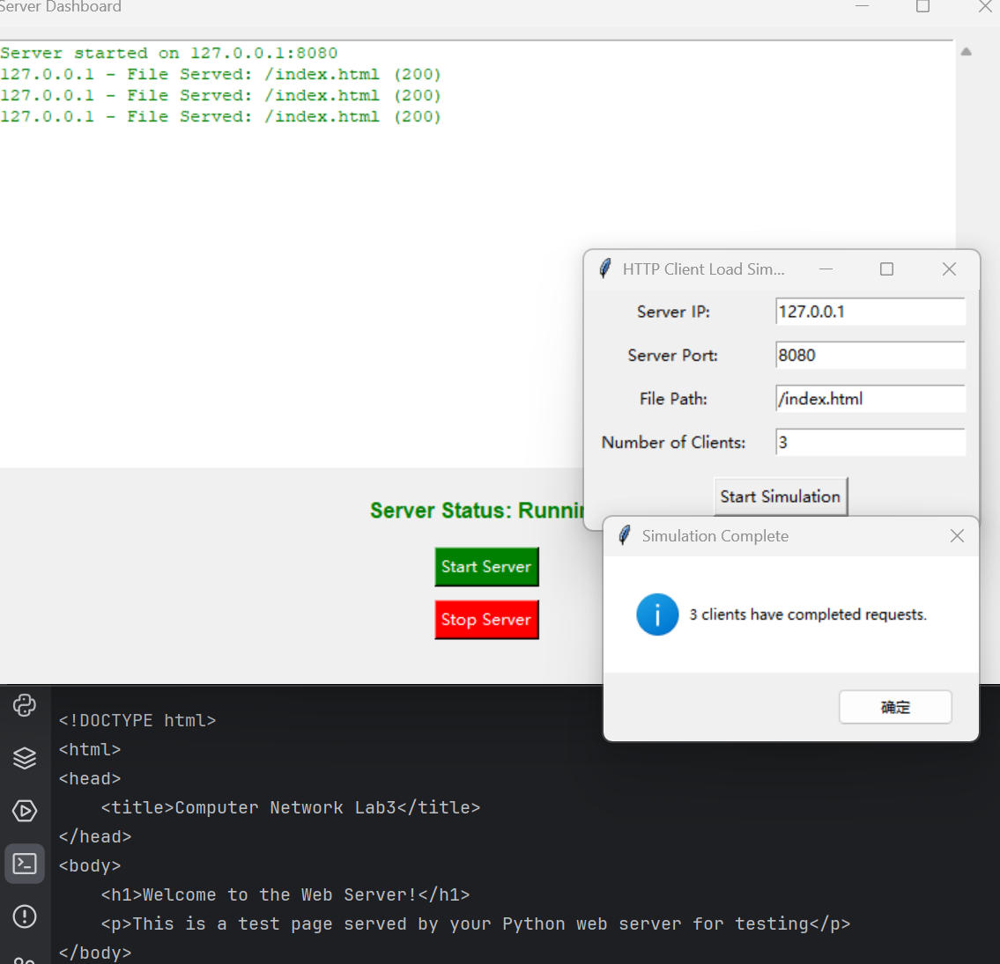 Server Dashboard
Server started on 127.0.0.1:8080
127.0.0.1 - File Served: /index.html (200)
127.0.0.1 - File Served: /index.html (200)
127.0.0.1 - File Served: /index.html (200)
HTTP Client Load Sim...
Server IP: 127.0.0.1
Server Port: 8080
File Path: /index.html
Number of Clients: 3
Start Simulation
Server Status: Runnin
Start Server
Stop Server
Simulation Complete
3 clients have completed requests.
确定
<!DOCTYPE html>
<html>
<head>
    <title>Computer Network Lab3</title>
</head>
<body>
    <h1>Welcome to the Web Server!</h1>
    <p>This is a test page served by your Python web server for testing</p>
</body>